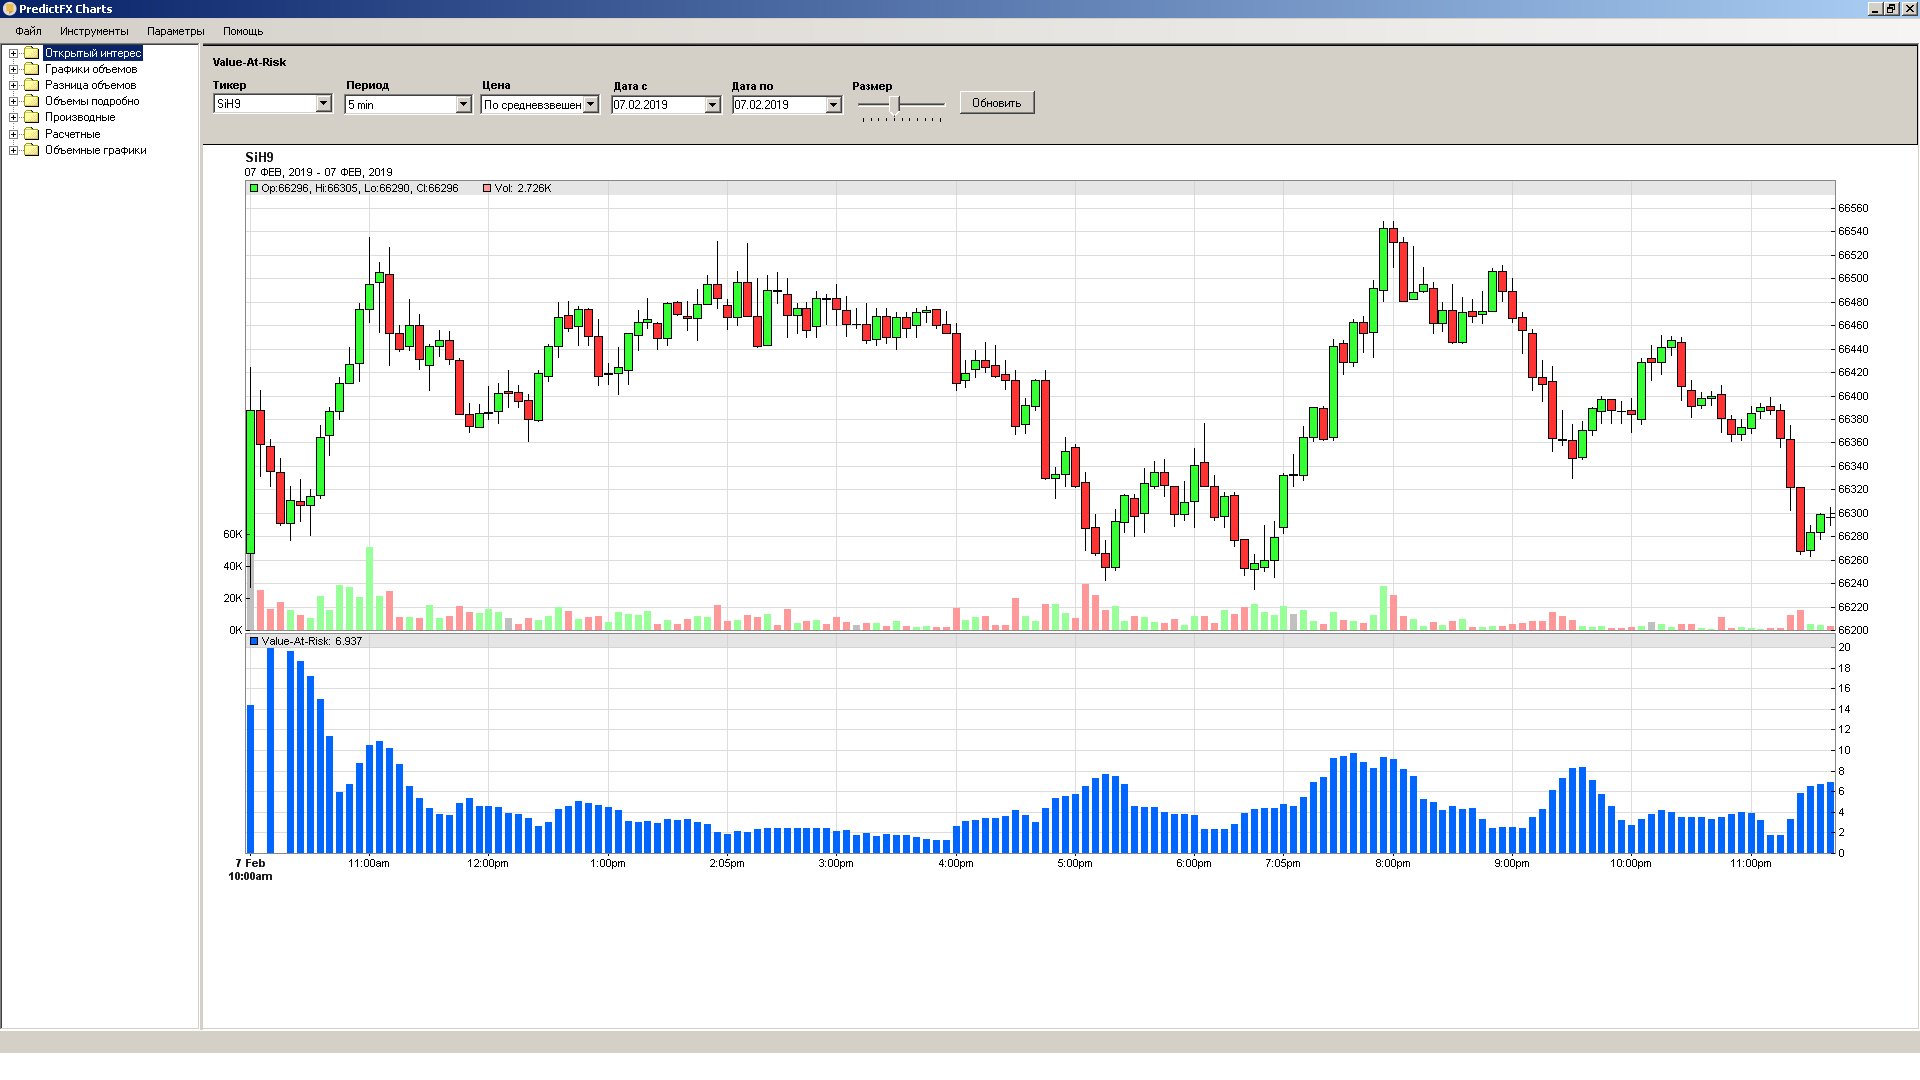 PredictFX Charts
Файл Инструменты Параметры Помощь
Открытый интерес
Графики объемов
Разница объемов
Объемы подробно
Производные
Расчетные
Объемные графики
Value-At-Risk
Тикер Период Цена Дата с Дата по Размер
SiH9 5 min По средневзвешен 07.02.2019 07.02.2019 Обновить
SiH9
07 ФЕВ, 2019 - 07 ФЕВ, 2019
Op:66296, Hi:66305, Lo:66290, Cl:66296 Vol: 2.726K
66560
66540
66520
66500
66480
66460
66440
66420
66400
66380
66360
66340
66320
66300
66280
66260
66240
66220
66200
60K
40K
20K
0K
Value-At-Risk: 6.937
20
18
16
14
12
10
8
6
4
2
0
7 Feb 11:00am 12:00pm 1:00pm 2:05pm 3:00pm 4:00pm 5:00pm 6:00pm 7:05pm 8:00pm 9:00pm 10:00pm 11:00pm
10:00am